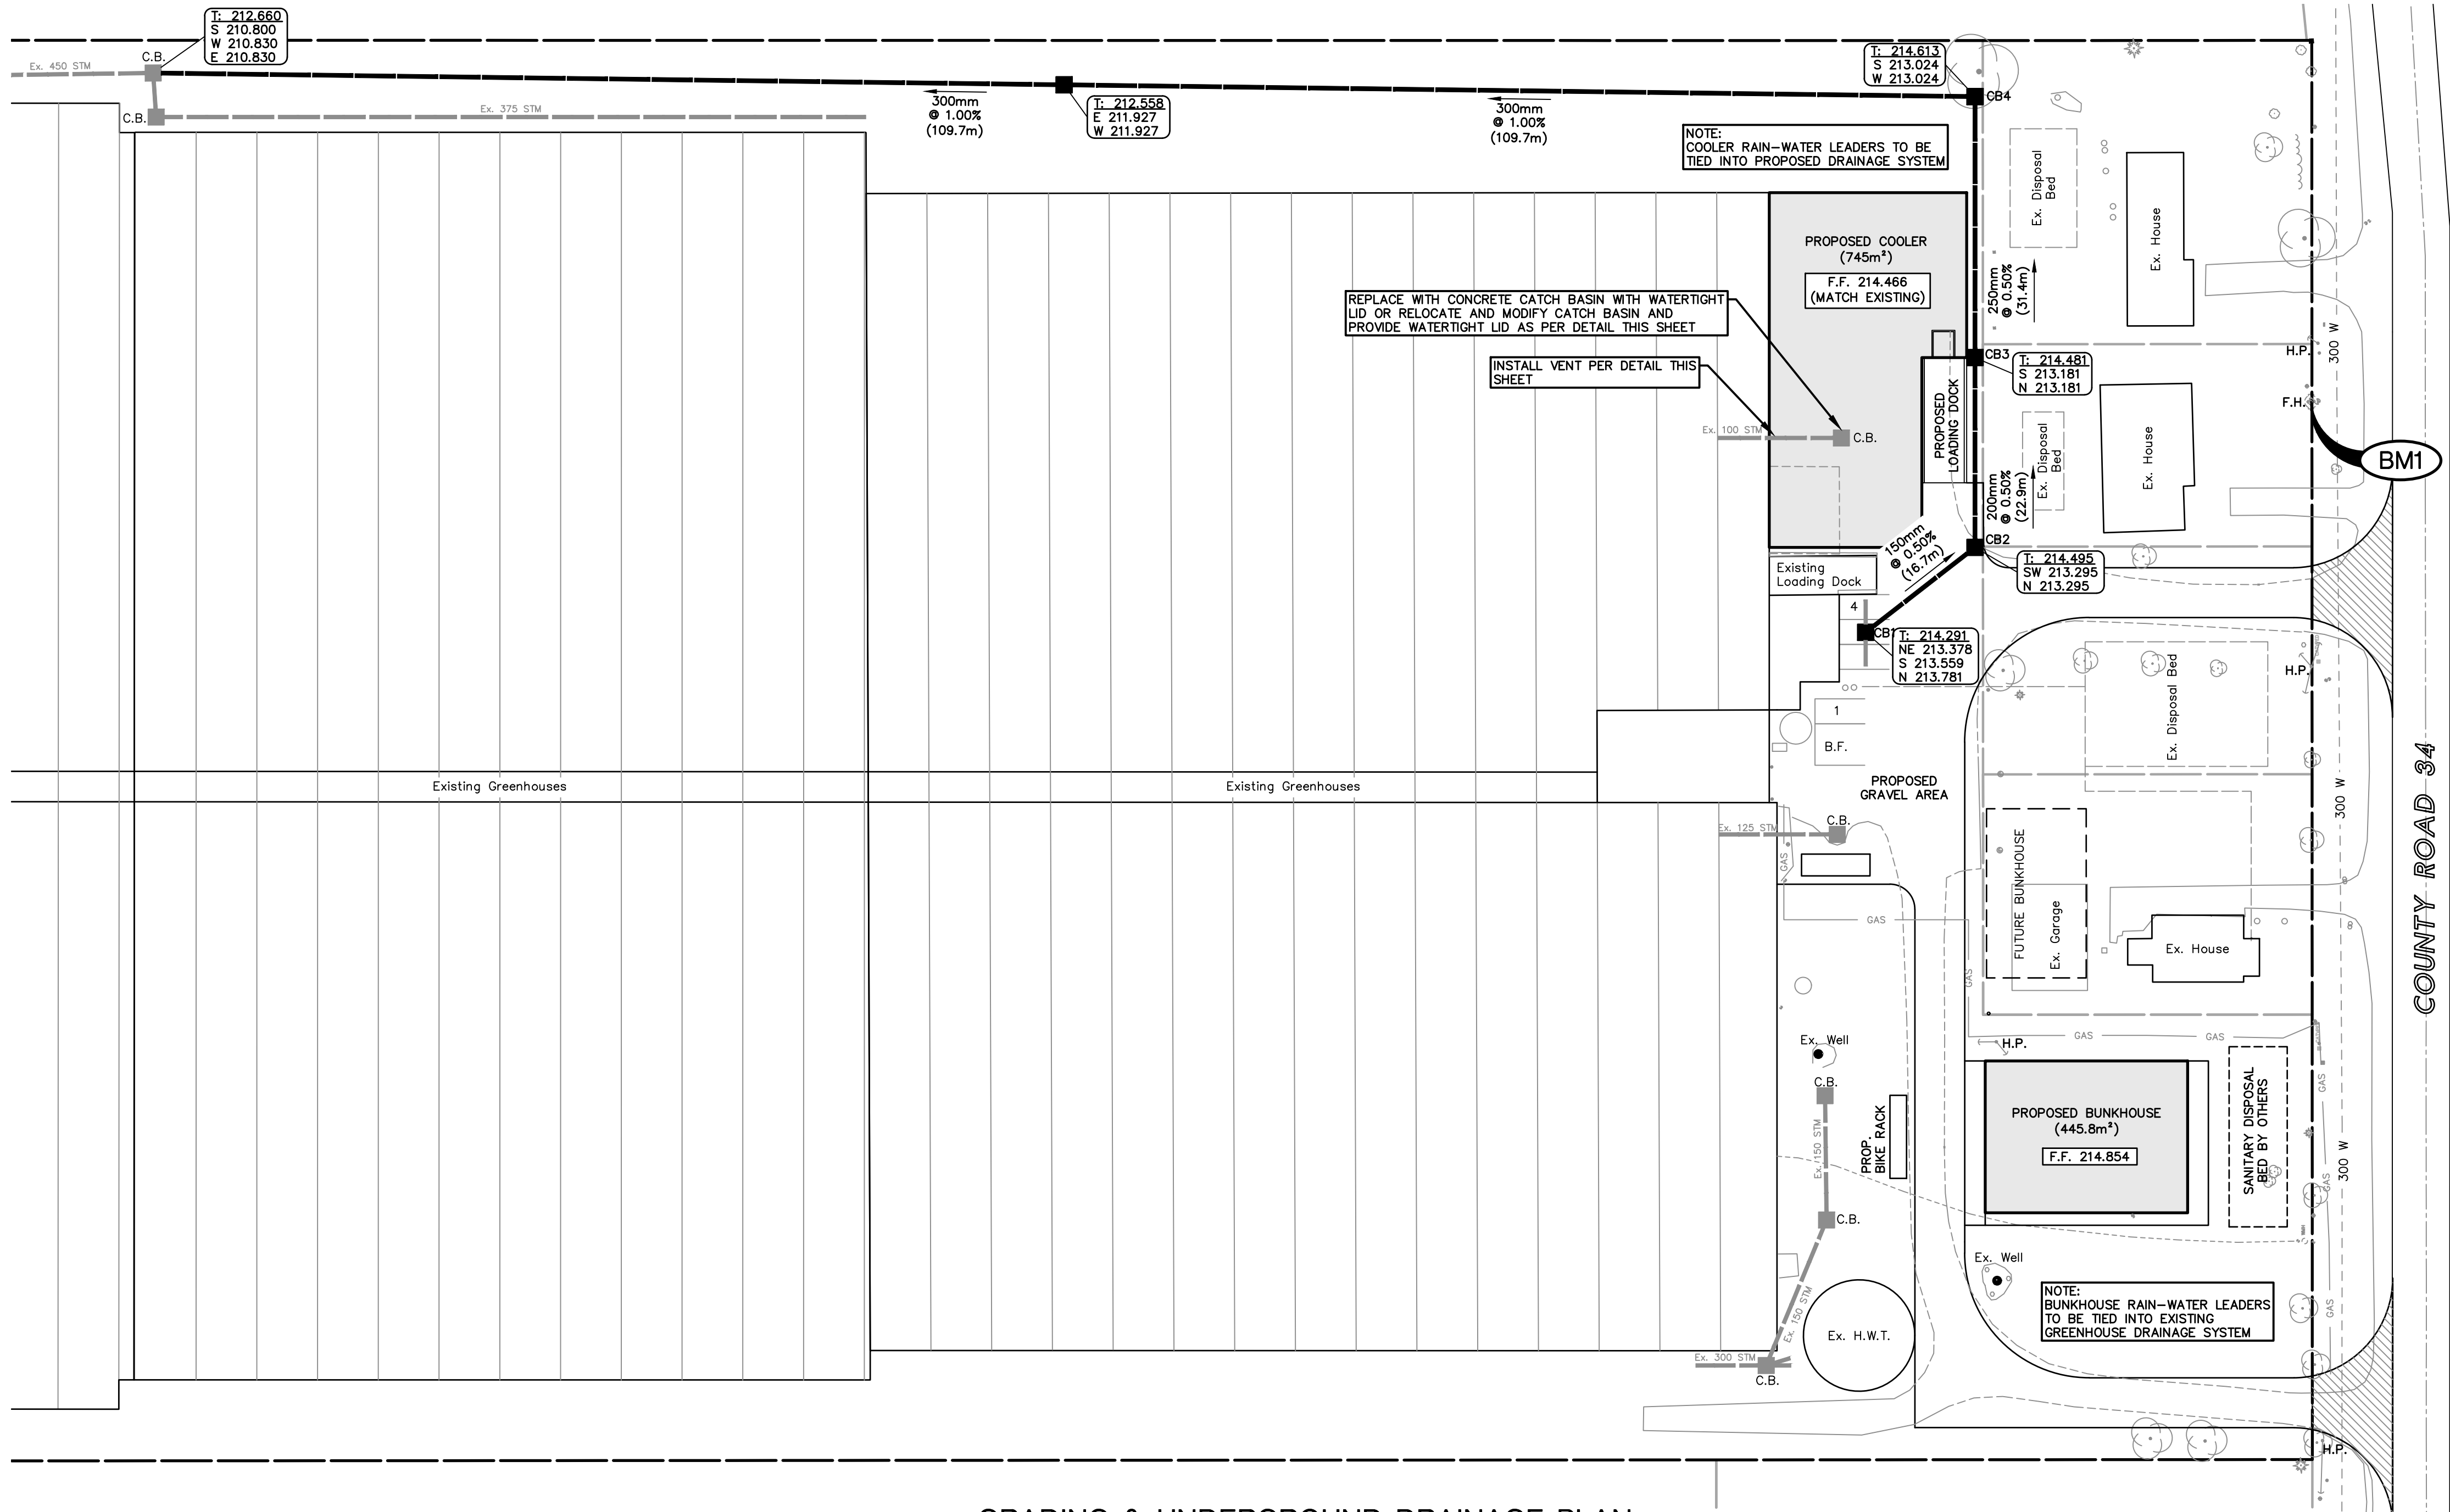 T: 212.660
S 210.800
W 210.830
E 210.830
C.B.
Ex. 450 STM
C.B.
Ex. 375 STM
300mm
@ 1.00%
(109.7m)
T: 212.558
E 211.927
W 211.927
300mm
@ 1.00%
(109.7m)
T: 214.613
S 213.024
W 213.024
CB4
NOTE:
COOLER RAIN-WATER LEADERS TO BE
TIED INTO PROPOSED DRAINAGE SYSTEM
Ex. Disposal
Bed
Ex. House
PROPOSED COOLER
(745m²)
F.F. 214.466
(MATCH EXISTING)
250mm
@ 0.50%
(31.4m)
REPLACE WITH CONCRETE CATCH BASIN WITH WATERTIGHT
LID OR RELOCATE AND MODIFY CATCH BASIN AND
PROVIDE WATERTIGHT LID AS PER DETAIL THIS SHEET
INSTALL VENT PER DETAIL THIS
SHEET
CB3
T: 214.481
S 213.181
N 213.181
H.P.
300 W
F.H.
BM1
PROPOSED
LOADING DOCK
Ex. 100 STM
C.B.
Ex. Disposal
Bed
Ex. House
200mm
@ 0.50%
(22.9m)
CB2
T: 214.495
SW 213.295
N 213.295
150mm
@ 0.50%
(16.7m)
Existing
Loading Dock
4
CB1
T: 214.291
NE 213.378
S 213.559
N 213.781
H.P.
Ex. Disposal Bed
1
B.F.
PROPOSED
GRAVEL AREA
Existing Greenhouses
Existing Greenhouses
300 W
COUNTY ROAD 34
Ex. 125 STM
C.B.
GAS
FUTURE BUNKHOUSE
Ex. Garage
Ex. House
GAS
GAS
GAS
GAS
H.P.
Ex. Well
C.B.
Ex. 150 STM
PROP.
BIKE RACK
PROPOSED BUNKHOUSE
(445.8m²)
F.F. 214.854
SANITARY DISPOSAL
BED BY OTHERS
GAS
GAS
300 W
C.B.
Ex. Well
Ex. 150 STM
Ex. H.W.T.
NOTE:
BUNKHOUSE RAIN-WATER LEADERS
TO BE TIED INTO EXISTING
GREENHOUSE DRAINAGE SYSTEM
GAS
Ex. 300 STM
C.B.
H.P.
GRADING & UNDERGROUND DRAINAGE PLAN